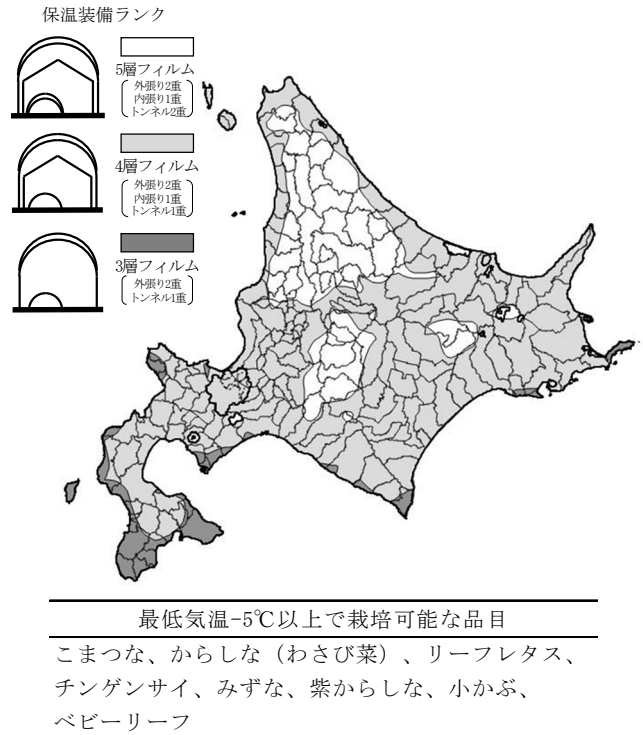 保温装備ランク
5層フィルム
外張り2重
内張り1重
トンネル2重
4層フィルム
外張り2重
内張り1重
トンネル1重
3層フィルム
外張り2重
トンネル1重
最低気温-5℃以上で栽培可能な品目
こまつな、からしな（わさび菜）、リーフレタス、
チンゲンサイ、みずな、紫からしな、小かぶ、
ベビーリーフ